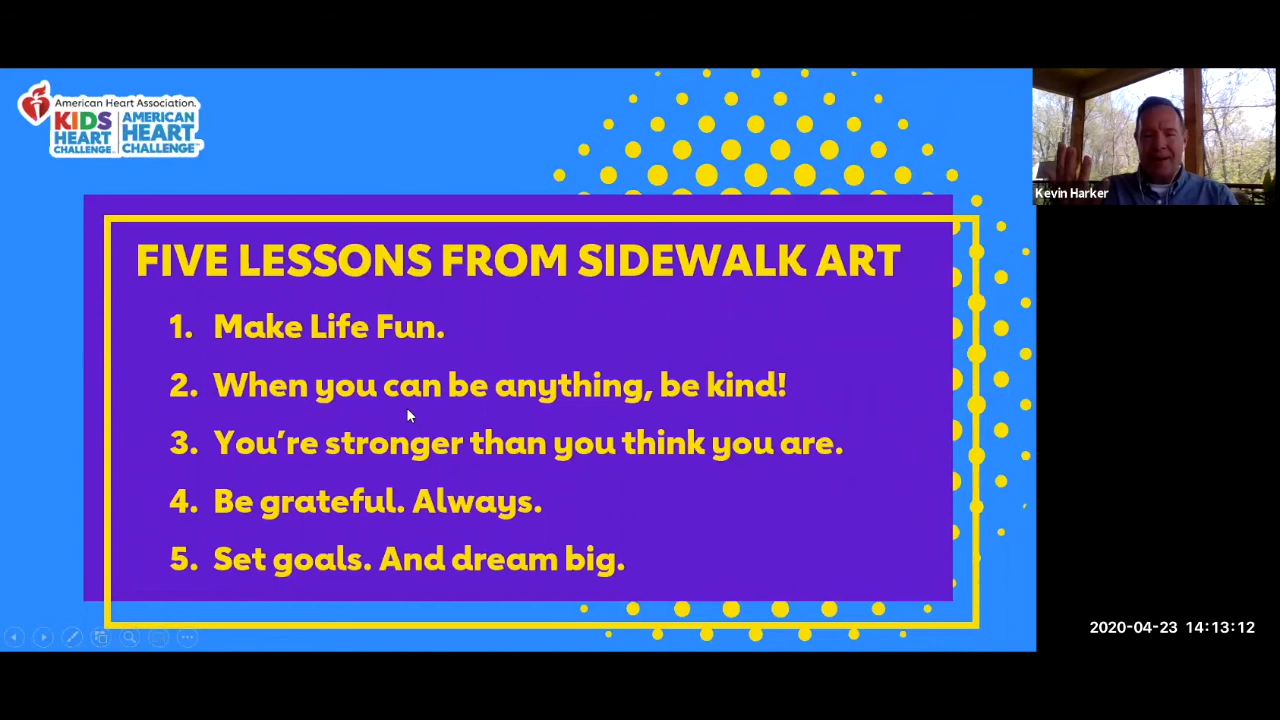 American Heart Association.
KIDS HEART CHALLENGE™
AMERICAN HEART CHALLENGE™
Kevin Harker
FIVE LESSONS FROM SIDEWALK ART
1. Make Life Fun.
2. When you can be anything, be kind!
3. You’re stronger than you think you are.
4. Be grateful. Always.
5. Set goals. And dream big.
2020-04-23 14:13:12